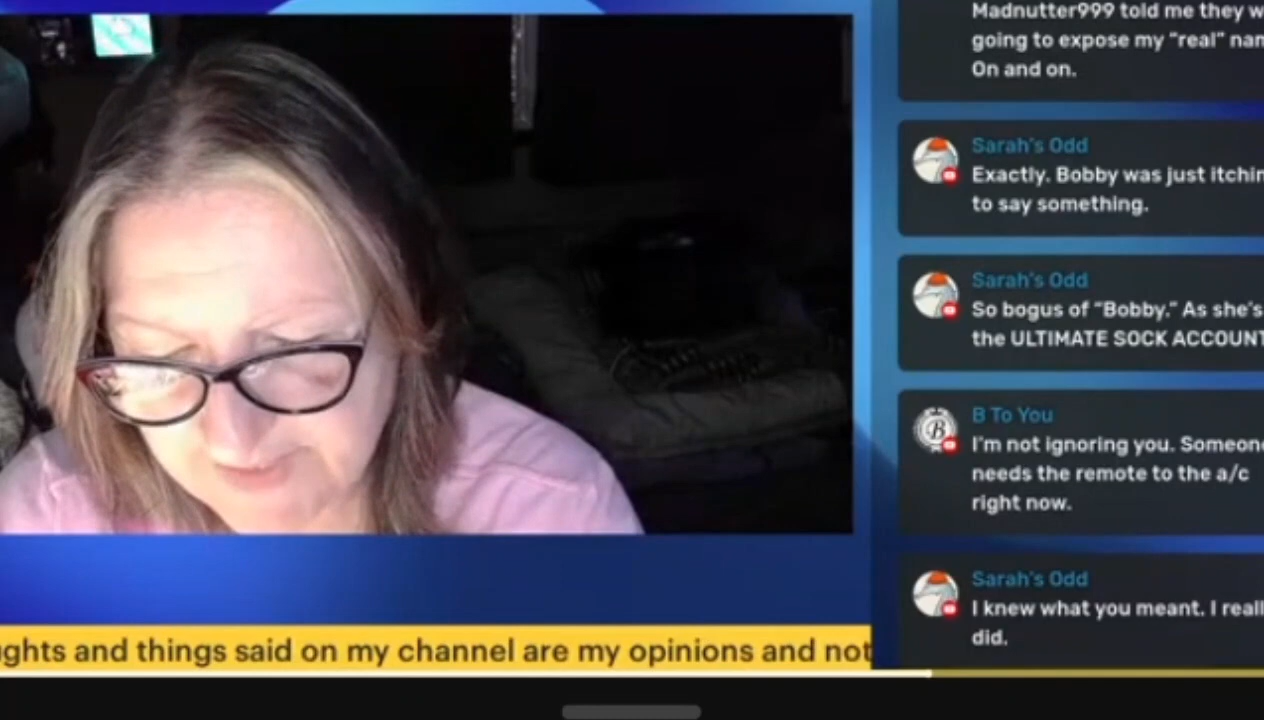 Madnutter999 told me they w
going to expose my "real" nam
On and on.
Sarah's Odd
Exactly. Bobby was just itchin
to say something.
Sarah's Odd
So bogus of "Bobby." As she's
the ULTIMATE SOCK ACCOUNT
B To You
I'm not ignoring you. Someone
needs the remote to the a/c
right now.
Sarah's Odd
I knew what you meant. I reall
did.
ughts and things said on my channel are my opinions and not